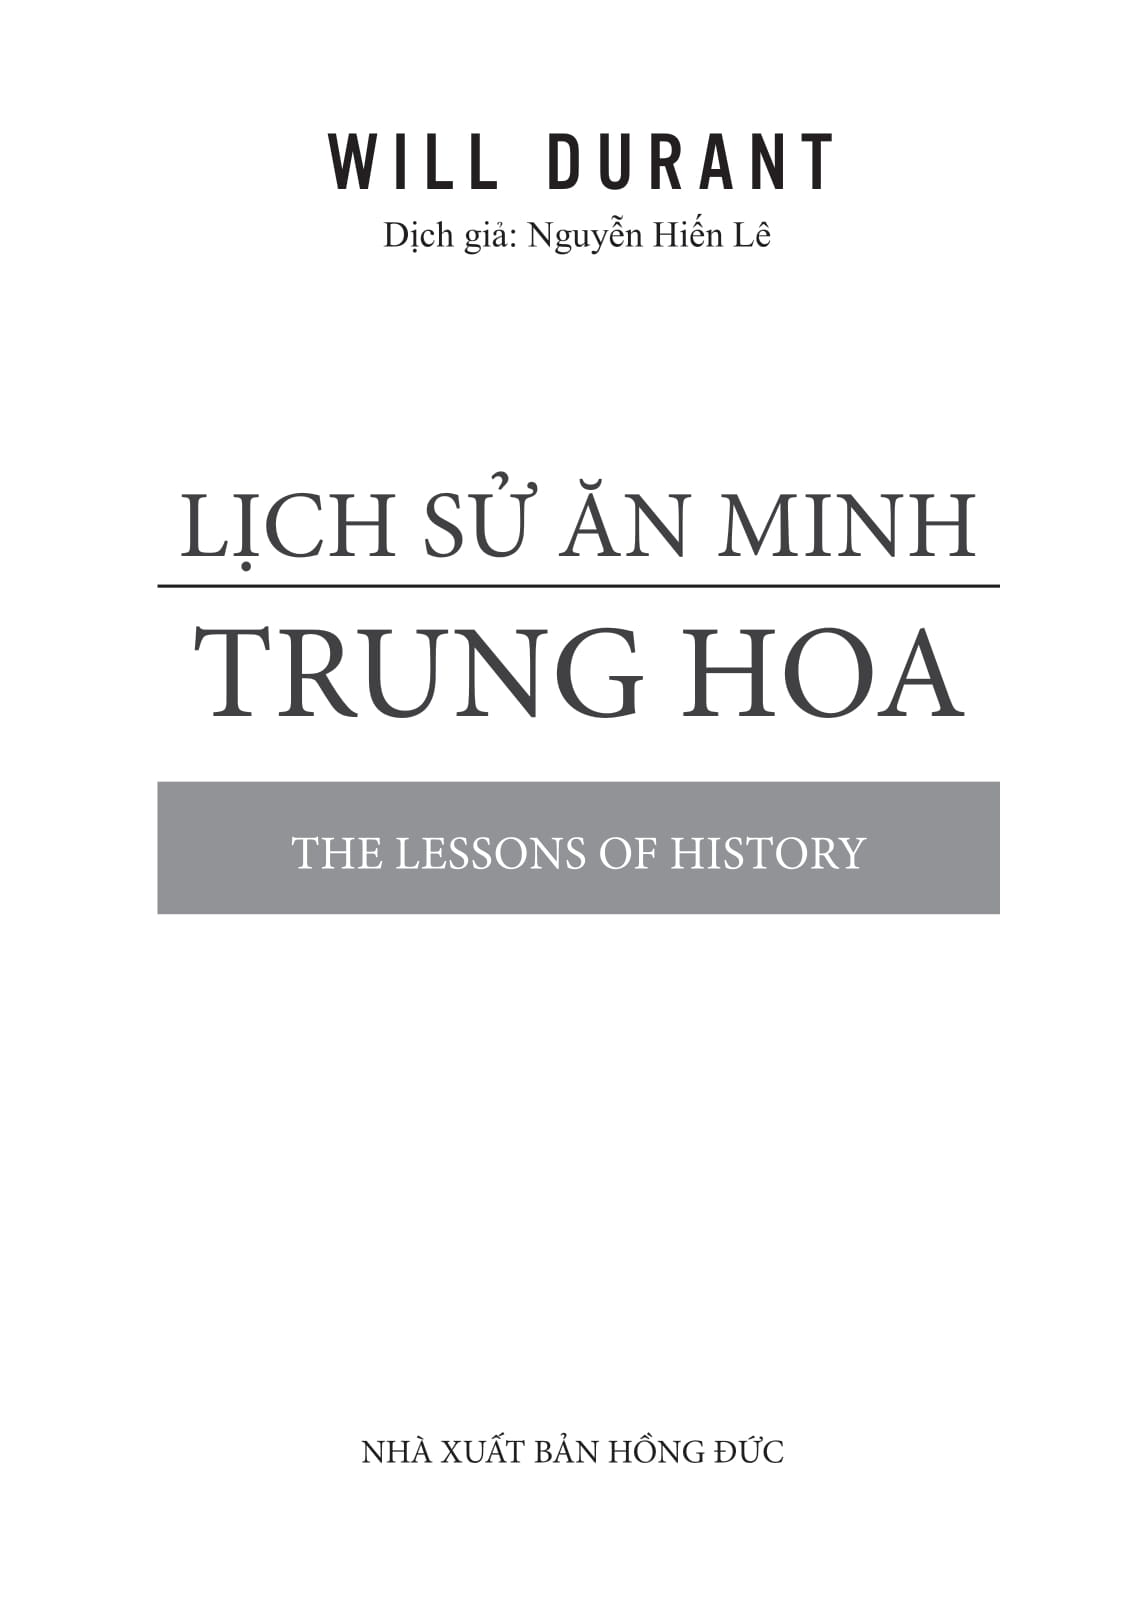 WILL DURANT
Dịch giả: Nguyễn Hiến Lê
LỊCH SỬ ĂN MINH
TRUNG HOA
THE LESSONS OF HISTORY
NHÀ XUẤT BẢN HỒNG ĐỨC